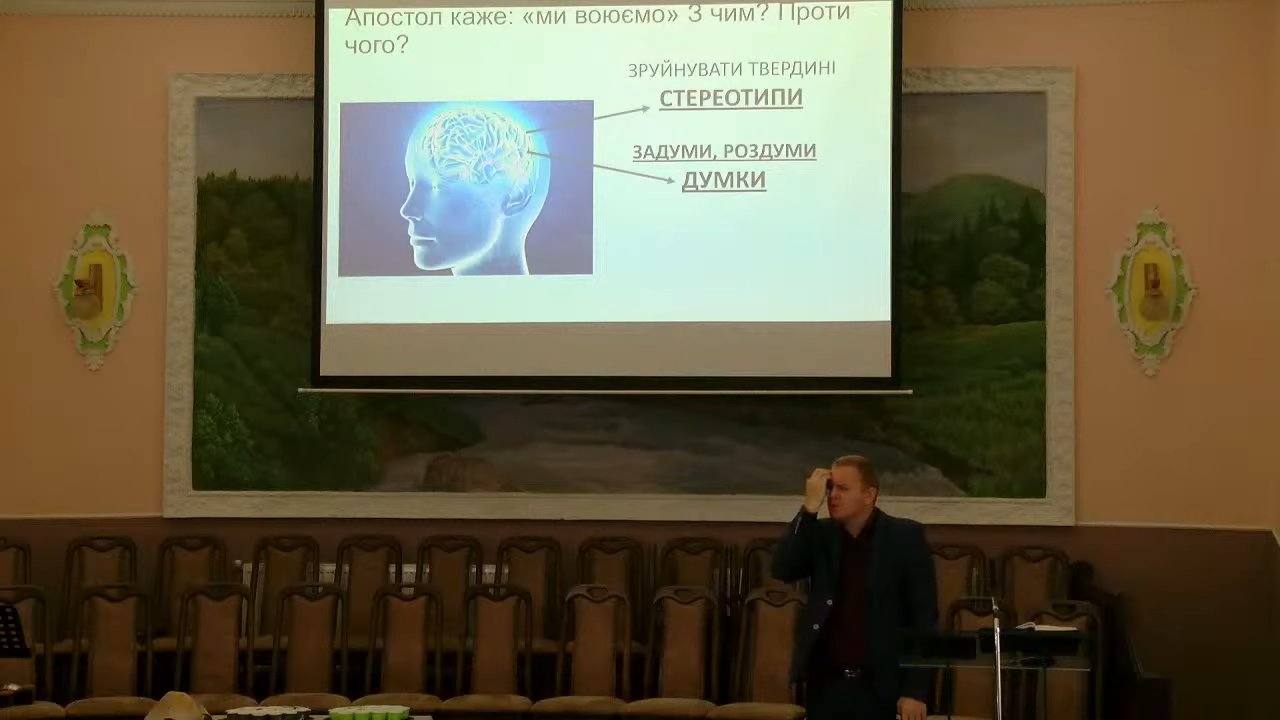 Апостол каже: «ми воюємо» З чим? Проти
чого?
ЗРУЙНУВАТИ ТВЕРДИНІ
СТЕРЕОТИПИ
ЗАДУМИ, РОЗДУМИ
ДУМКИ